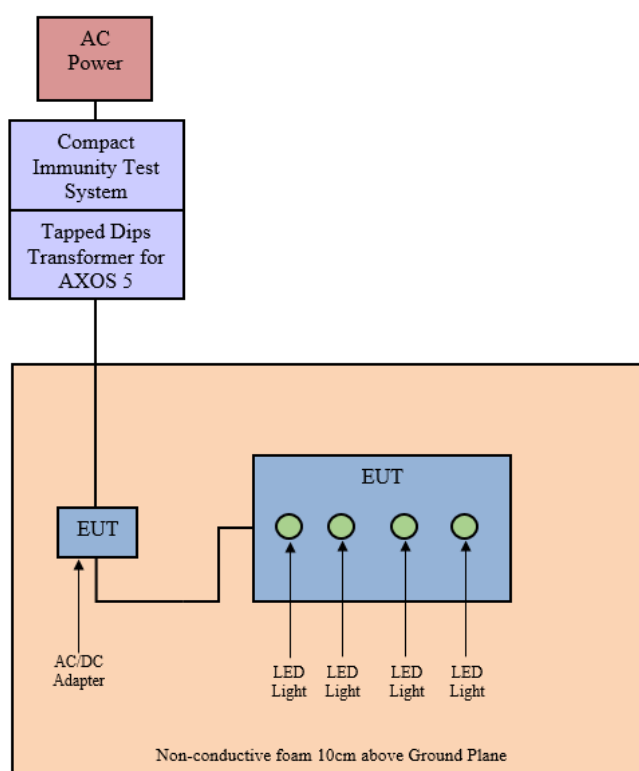 AC
Power
Compact
Immunity Test
System
Tapped Dips
Transformer for
AXOS 5
EUT
EUT
AC/DC
Adapter
LED
Light
LED
Light
LED
Light
LED
Light
Non-conductive foam 10cm above Ground Plane